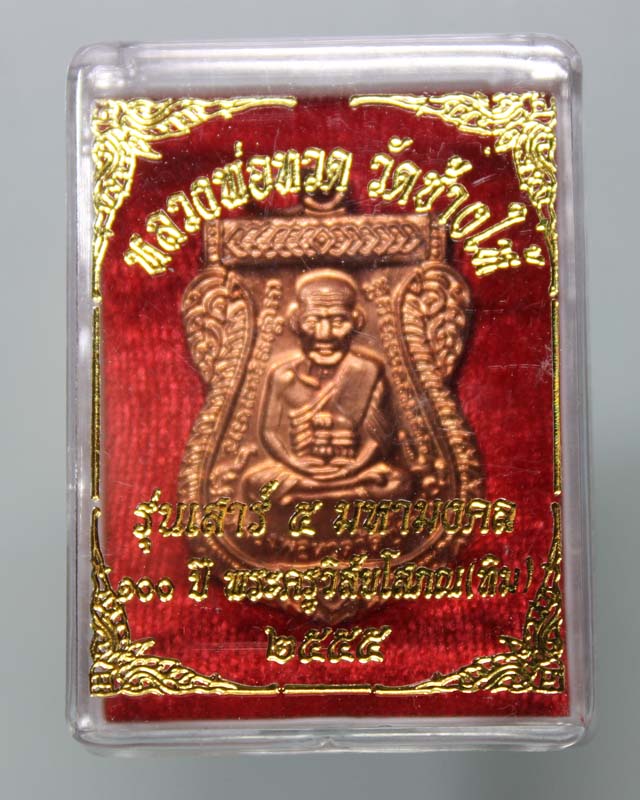 หลวงพ่อทวด วัดช้างให้
รุ่นเสาร์ ๕ มหามงคล
๑๐๐ ปี พระครูวิสัยโสภณ(ทิม)
๒๕๕๕